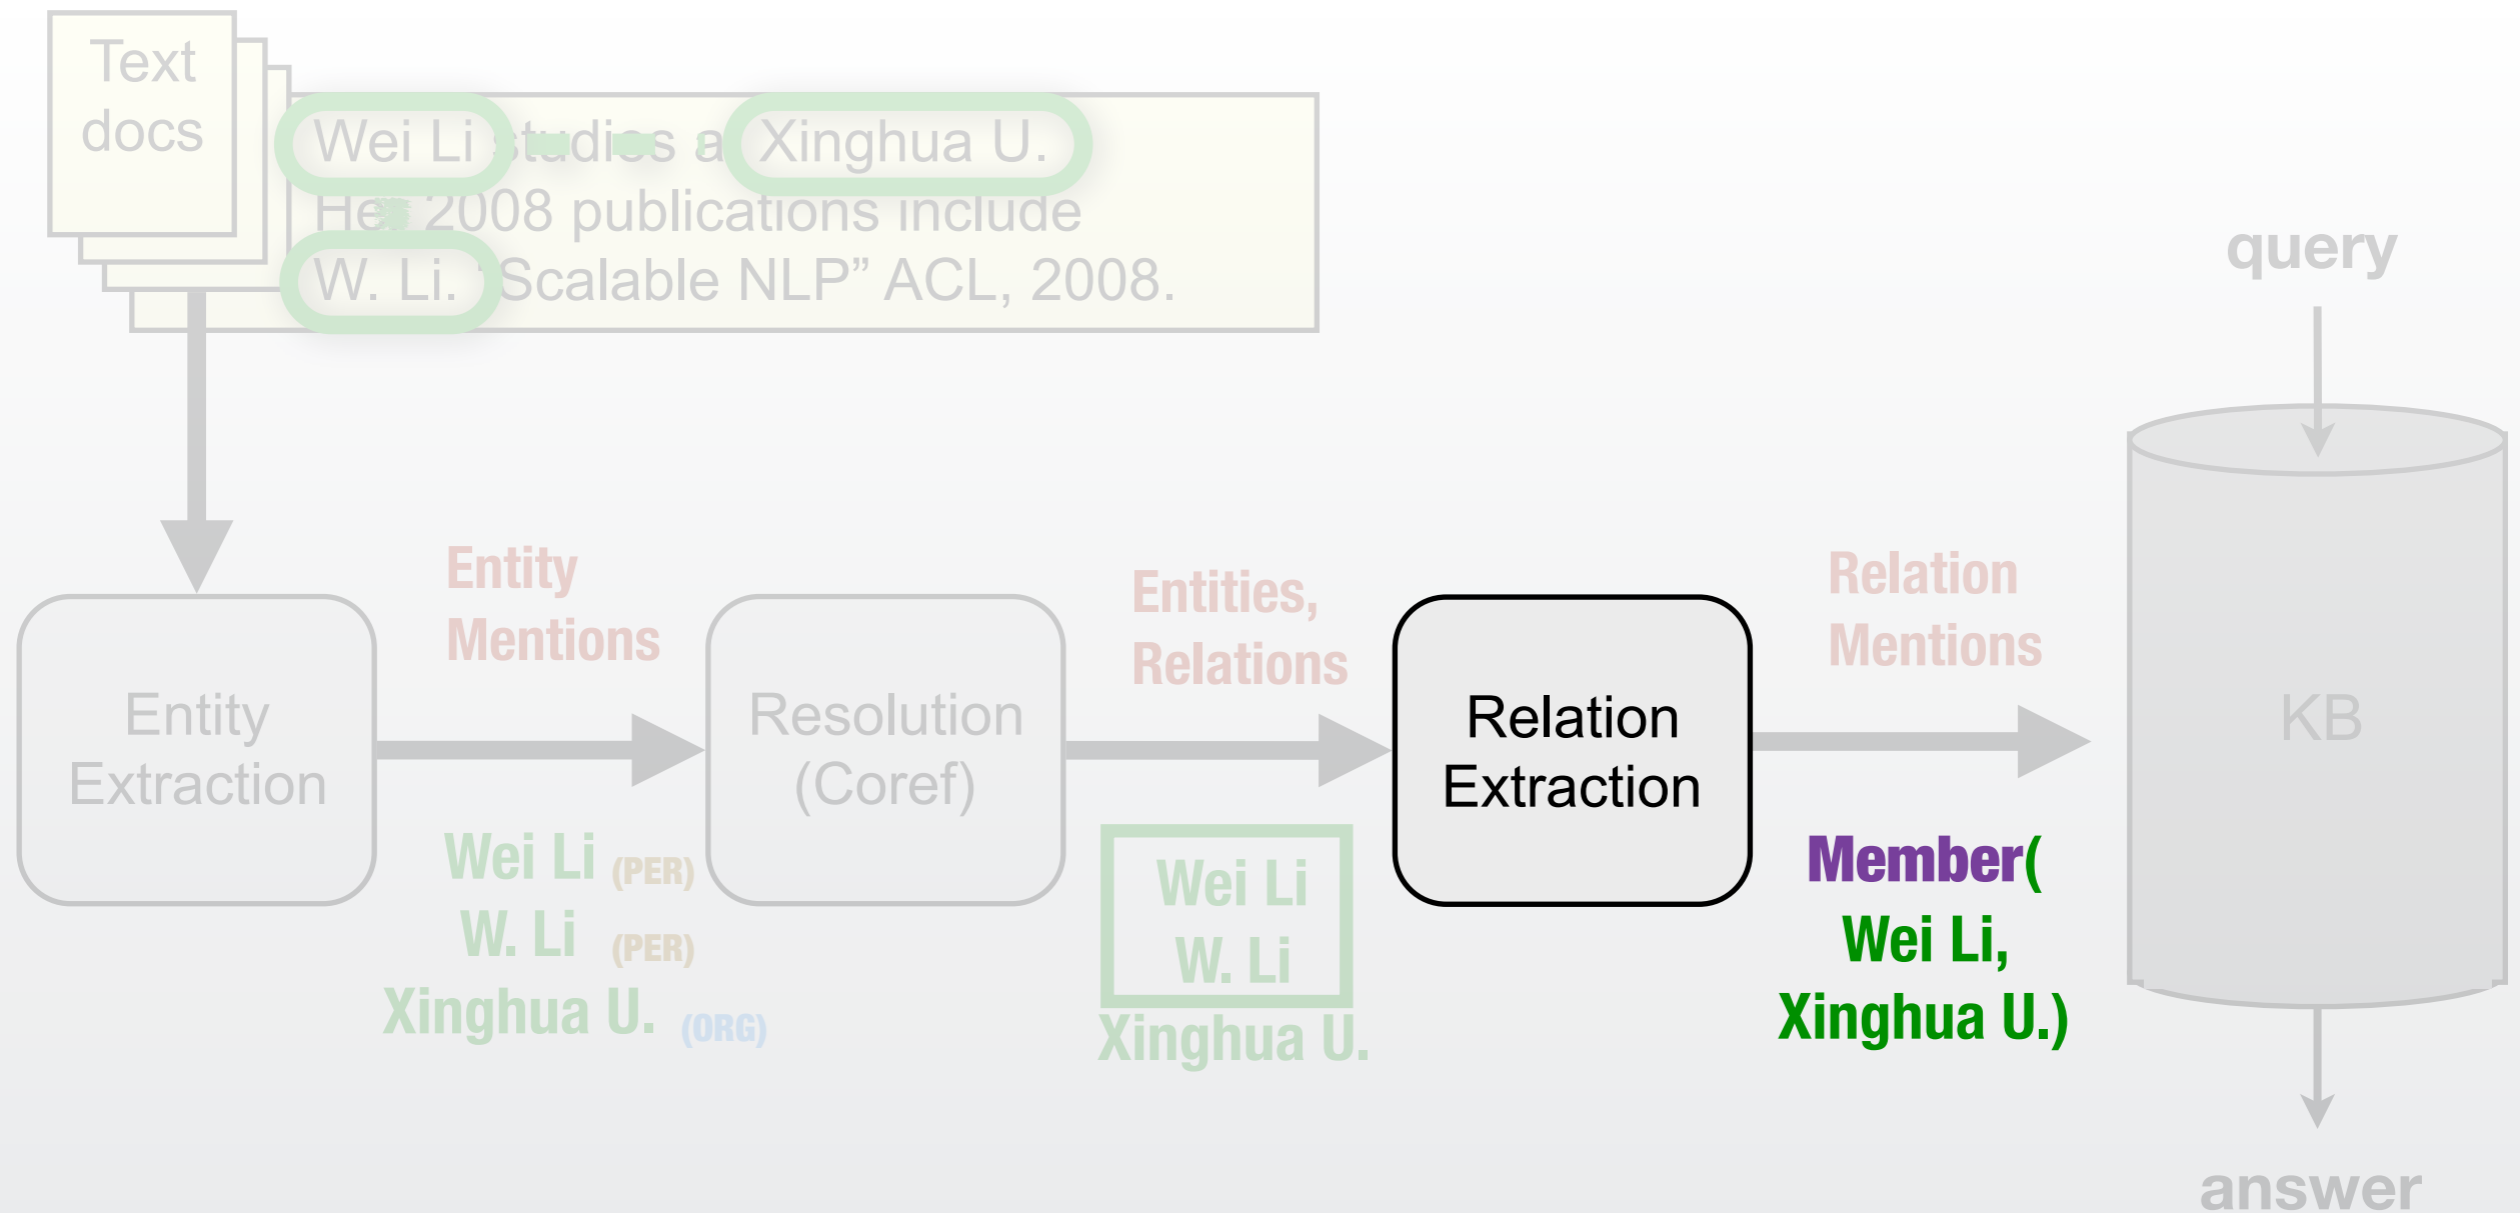 Text
docs
Wei Li studies a Xinghua U.
Her 2008 publications include
W. Li. "Scalable NLP” ACL, 2008.
query
Entity
Mentions
Entities,
Relations
Relation
Mentions
Entity
Extraction
Resolution
(Coref)
Relation
Extraction
KB
Wei Li (PER)
W. Li (PER)
Xinghua U. (ORG)
Wei Li
W. Li
Xinghua U.
Member(
Wei Li,
Xinghua U.)
answer